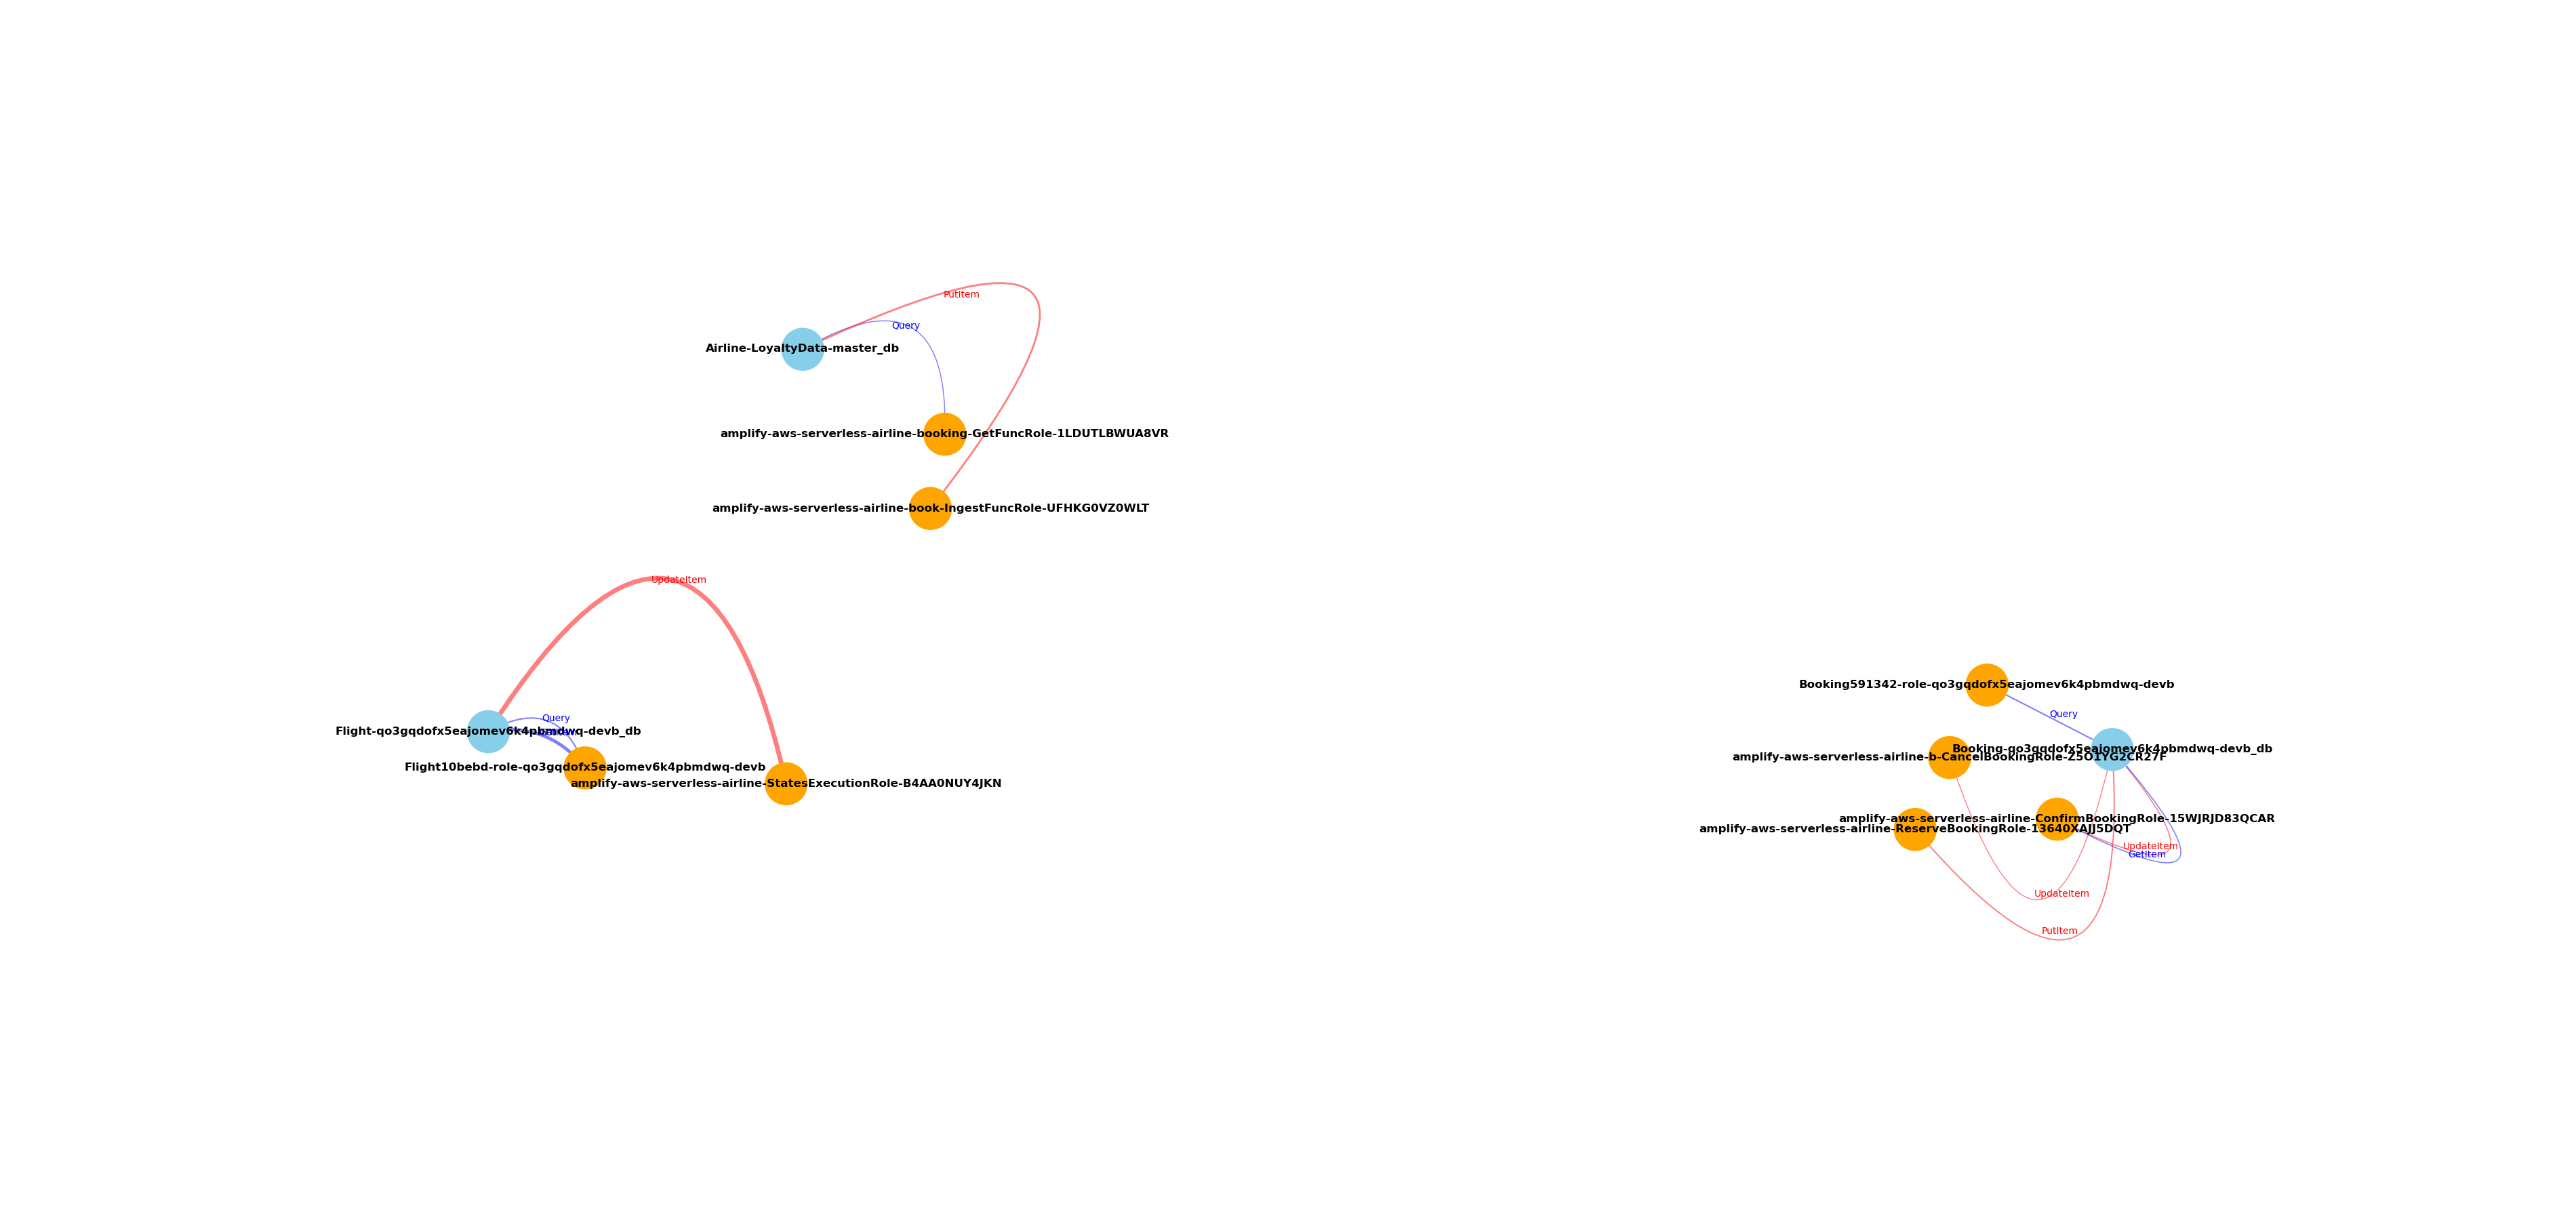 PutItem
Query
Airline-LoyaltyData-master_db
amplify-aws-serverless-airline-booking-GetFuncRole-1LDUTLBWUA8VR
amplify-aws-serverless-airline-book-IngestFuncRole-UFHKG0VZ0WLT
UpdateItem
Query
Flight-qo3gqdofx5eajomev6k4pbmdwq-devb_db
Flight10bebd-role-qo3gqdofx5eajomev6k4pbmdwq-devb
amplify-aws-serverless-airline-StatesExecutionRole-B4AA0NUY4JKN
Booking591342-role-qo3gqdofx5eajomev6k4pbmdwq-devb
Query
Booking-qo3gqdofx5eajomev6k4pbmdwq-devb_db
amplify-aws-serverless-airline-b-CancelBookingRole-Z5O1YG2CR27F
amplify-aws-serverless-airline-ConfirmBookingRole-15WJRJD83QCAR
amplify-aws-serverless-airline-ReserveBookingRole-13640XAJJ5DQT
UpdateItem
GetItem
UpdateItem
PutItem